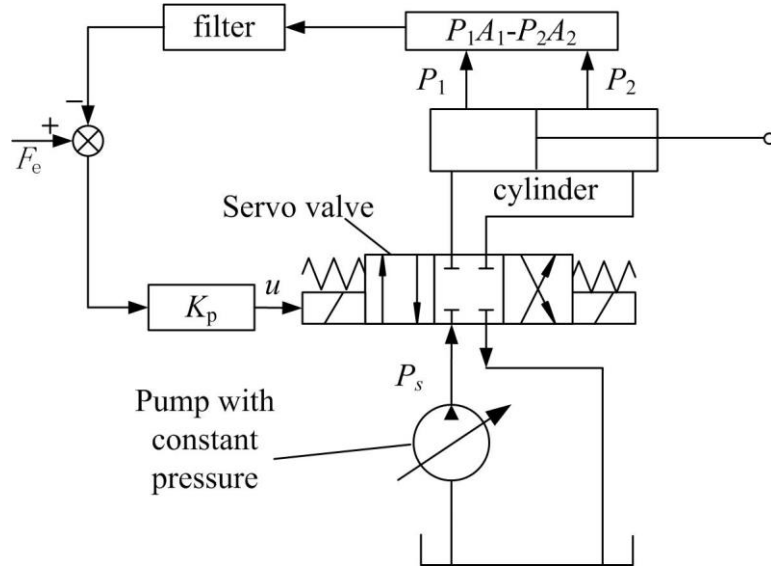 filter
P₁A₁-P₂A₂
P₁
P₂
−
+
Fₑ
cylinder
Servo valve
u
Kₚ
Pₛ
Pump with
constant
pressure